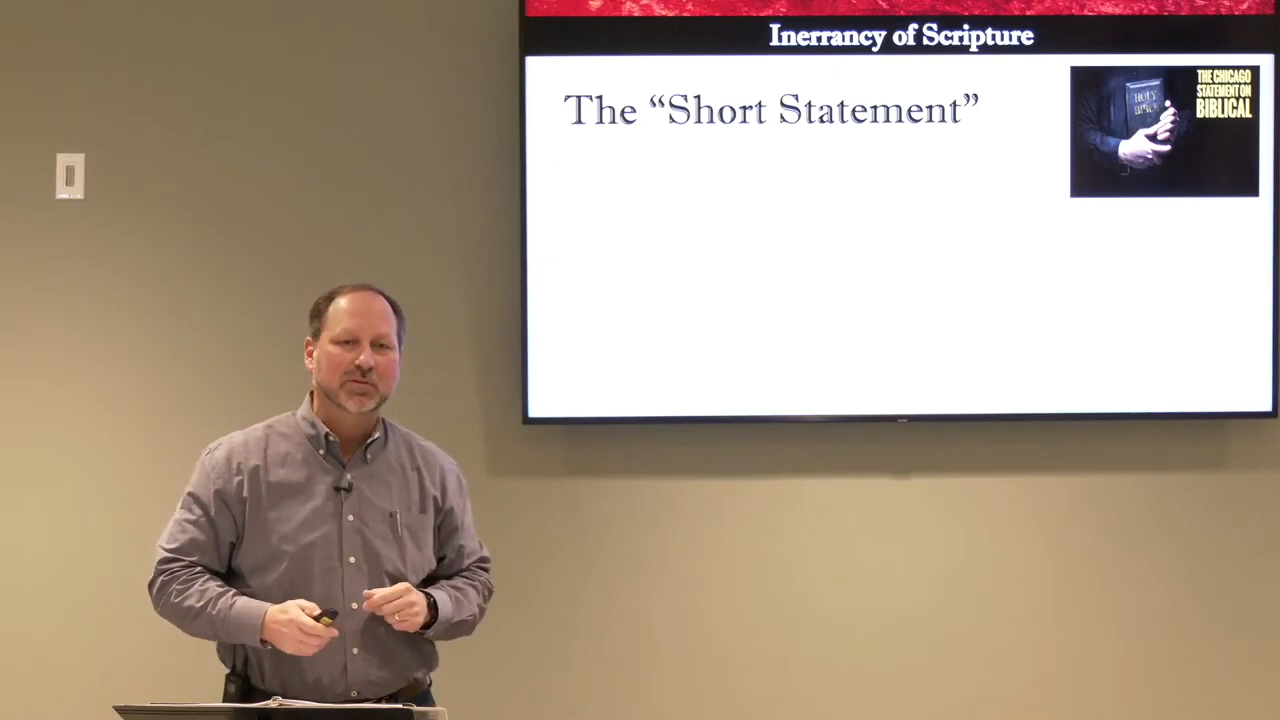 Inerrancy of Scripture
The “Short Statement”
THE CHICAGO
STATEMENT ON
BIBLICAL
HOLY
BIBLE